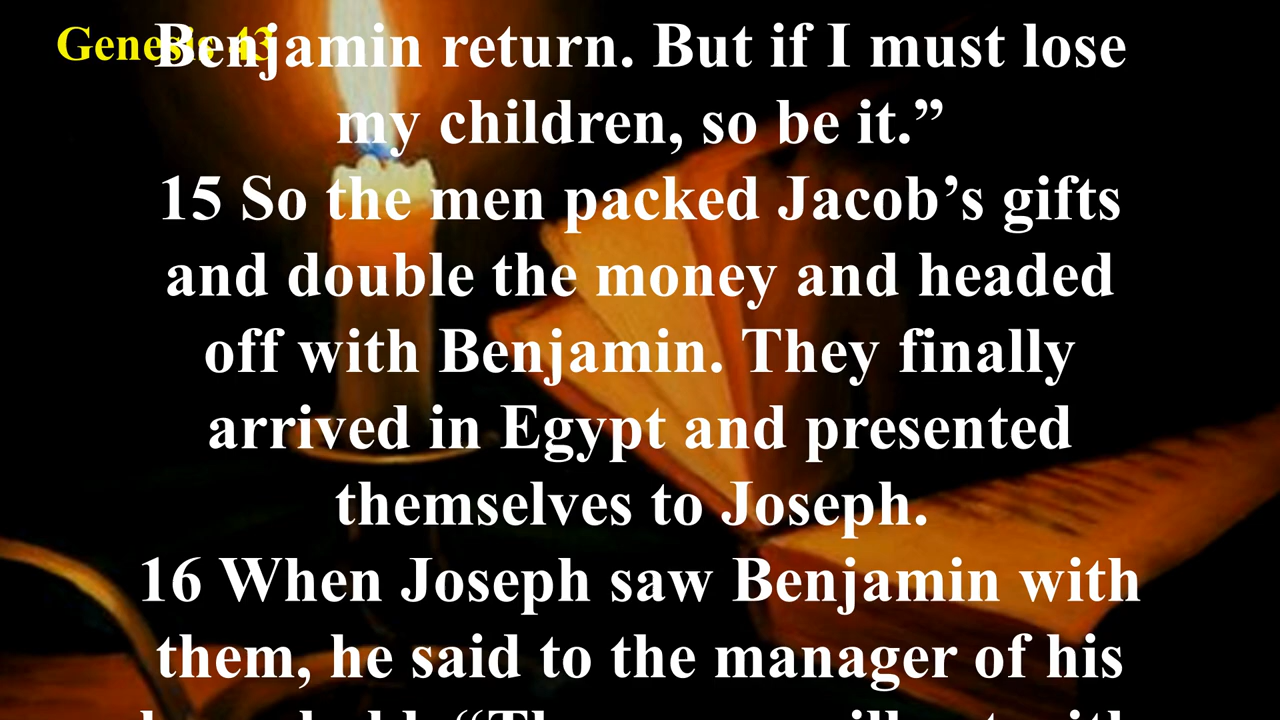 Genesis 43
Benjamin return. But if I must lose
my children, so be it.”
15 So the men packed Jacob’s gifts
and double the money and headed
off with Benjamin. They finally
arrived in Egypt and presented
themselves to Joseph.
16 When Joseph saw Benjamin with
them, he said to the manager of his